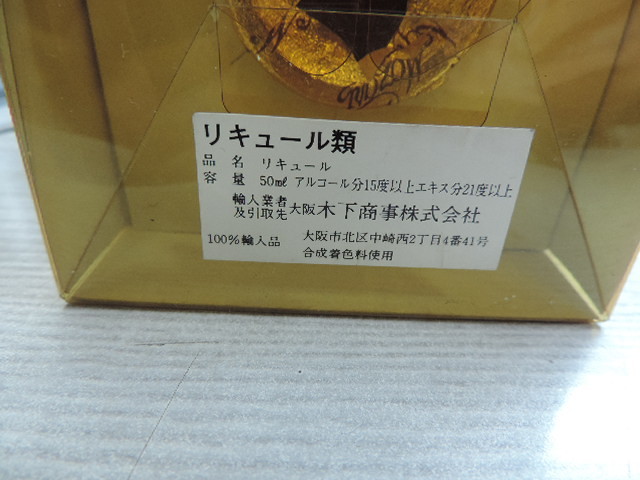 リキュール類
品名 リキュール
容量 50㎖ アルコール分15度以上エキス分21度以上
輸入業者
及引取先 大阪 木下商事株式会社
100%輸入品 大阪市北区中崎西2丁目4番41号
合成着色料使用